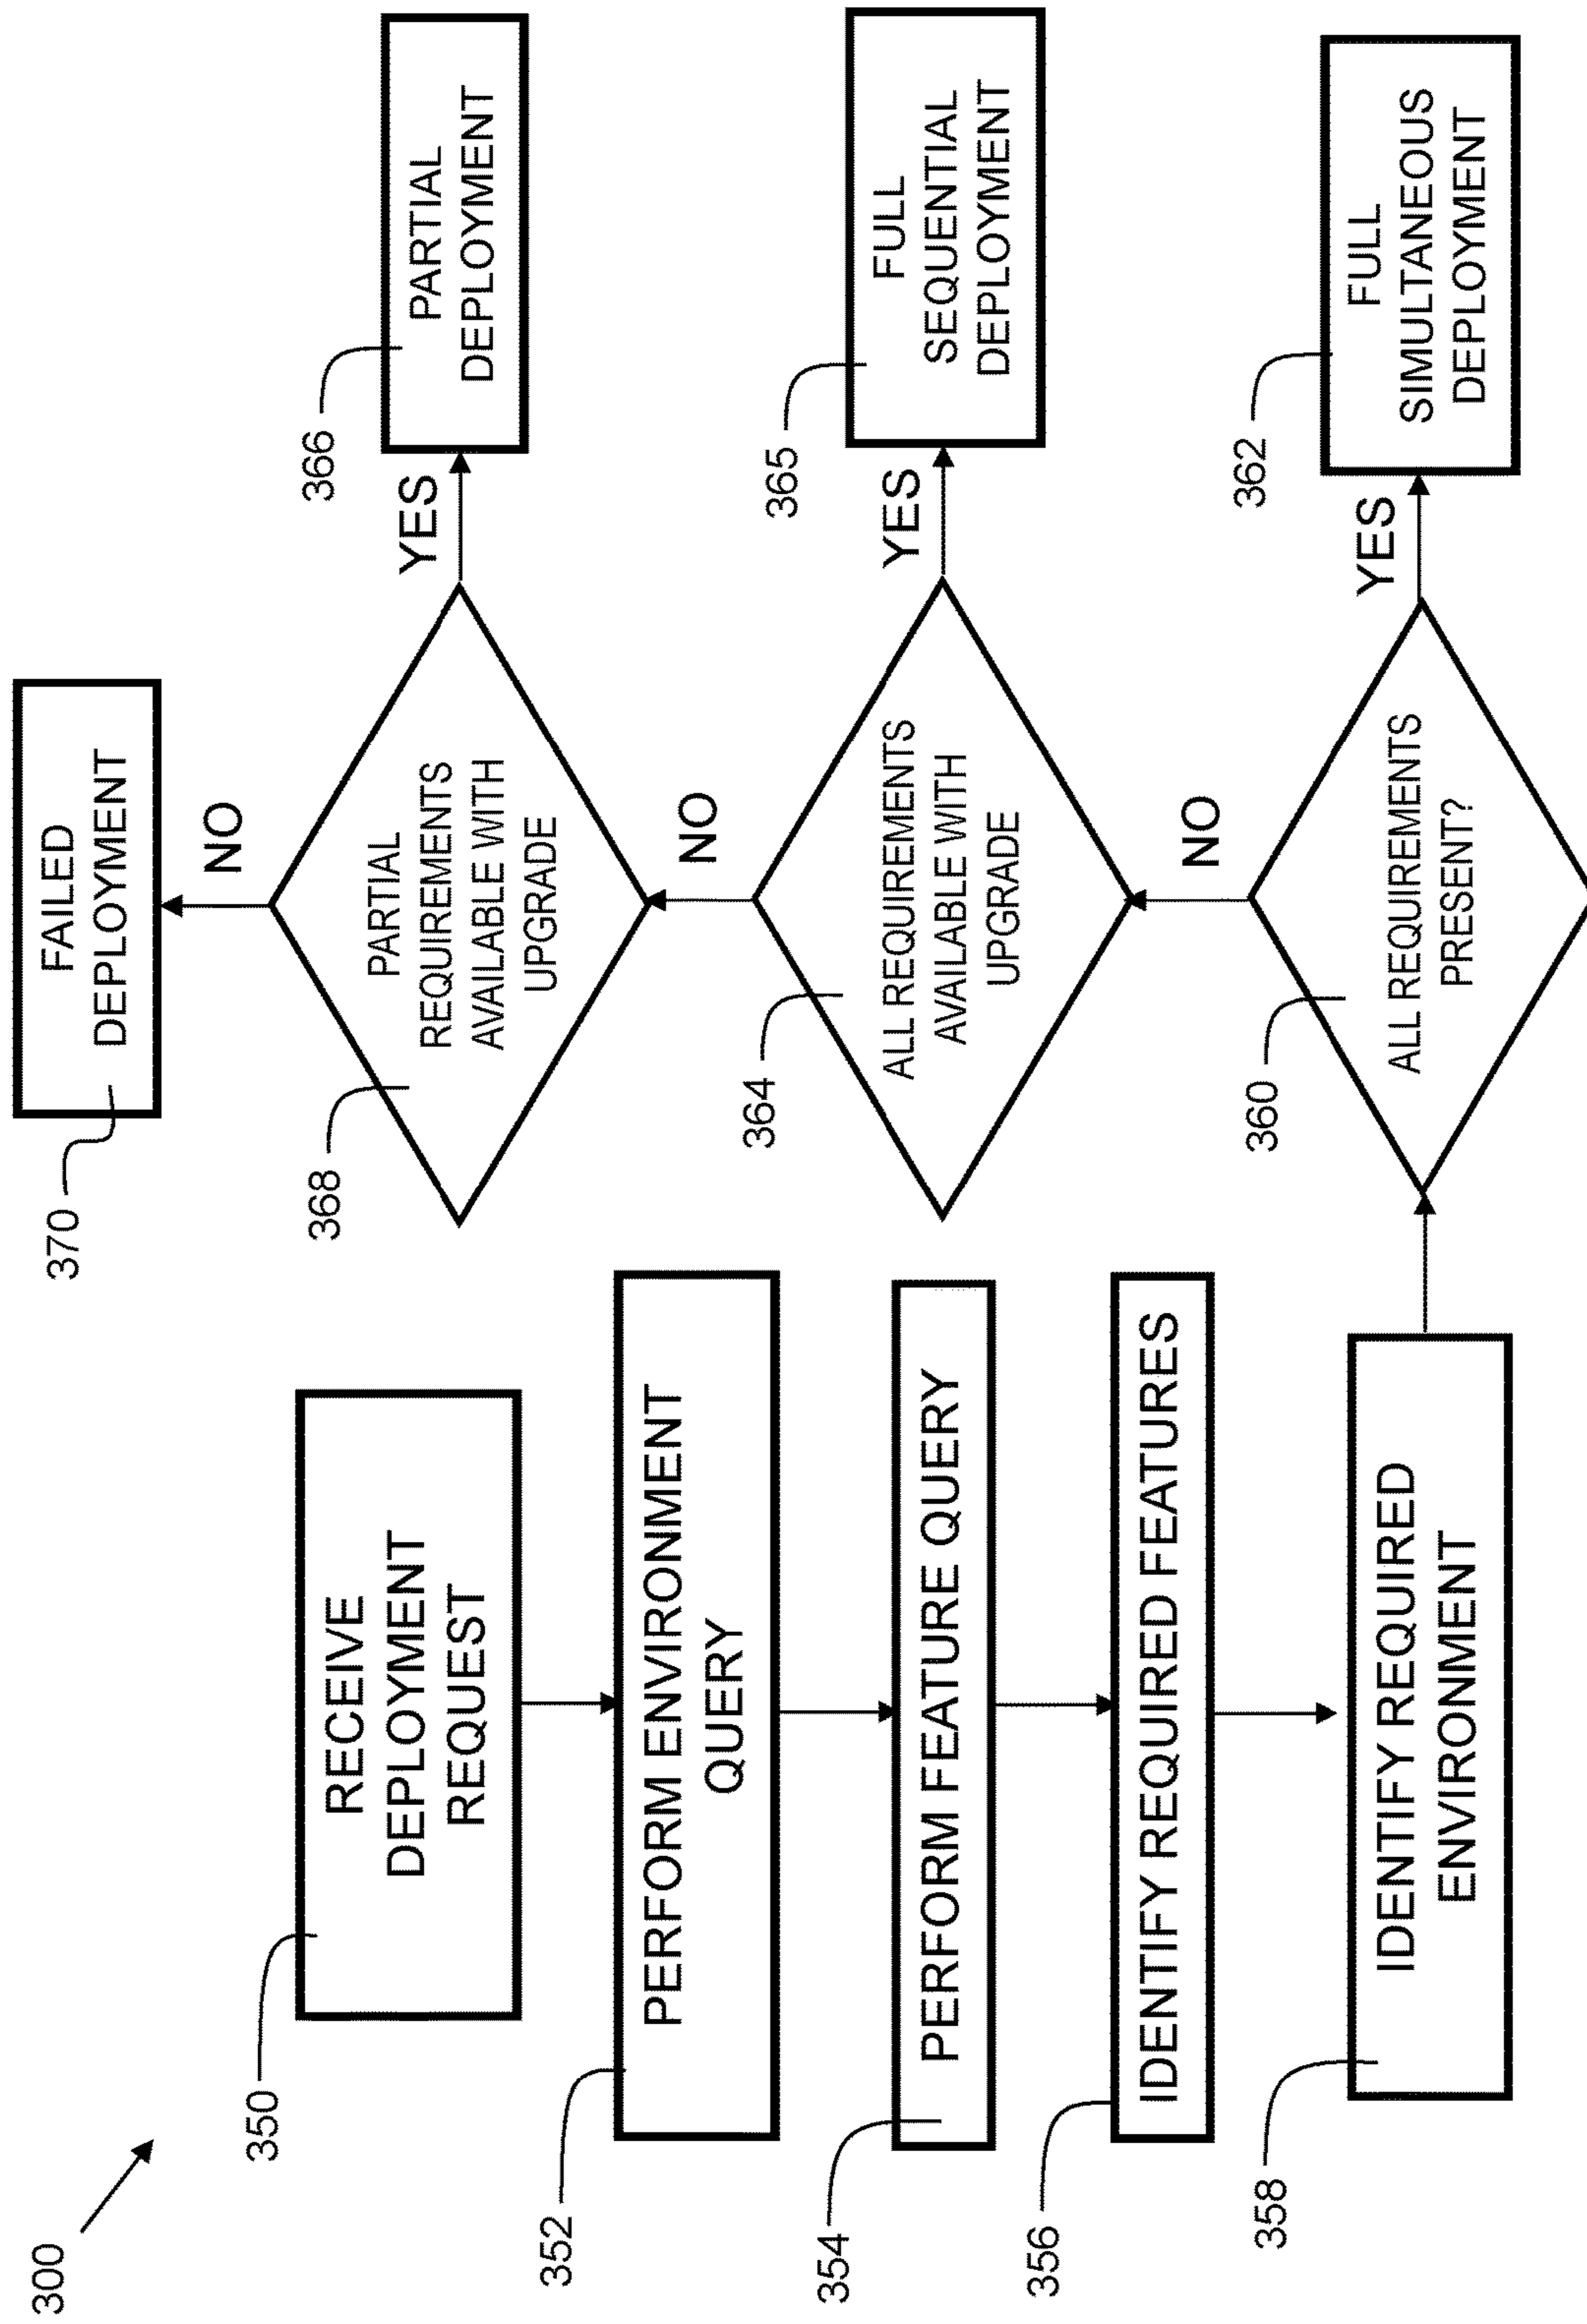 300
350
RECEIVE
DEPLOYMENT
REQUEST
352
PERFORM ENVIRONMENT
QUERY
354
PERFORM FEATURE QUERY
356
IDENTIFY REQUIRED FEATURES
358
IDENTIFY REQUIRED
ENVIRONMENT
370
FAILED
DEPLOYMENT
NO
368
PARTIAL
REQUIREMENTS
AVAILABLE WITH
UPGRADE
YES
366
PARTIAL
DEPLOYMENT
NO
364
ALL REQUIREMENTS
AVAILABLE WITH
UPGRADE
YES
365
FULL
SEQUENTIAL
DEPLOYMENT
NO
360
ALL REQUIREMENTS
PRESENT?
YES
362
FULL
SIMULTANEOUS
DEPLOYMENT